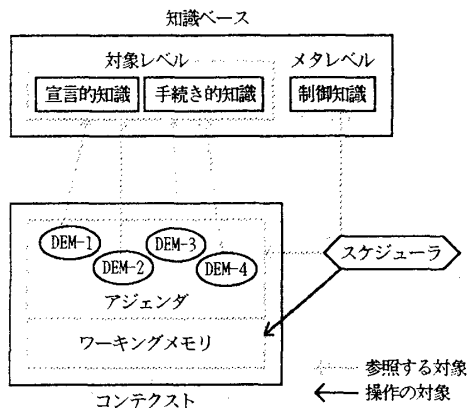 知識ベース
対象レベル
メタレベル
宣言的知識
手続き的知識
制御知識
DEM-1
DEM-2
DEM-3
DEM-4
スケジューラ
アジェンダ
ワーキングメモリ
コンテクスト
参照する対象
操作の対象